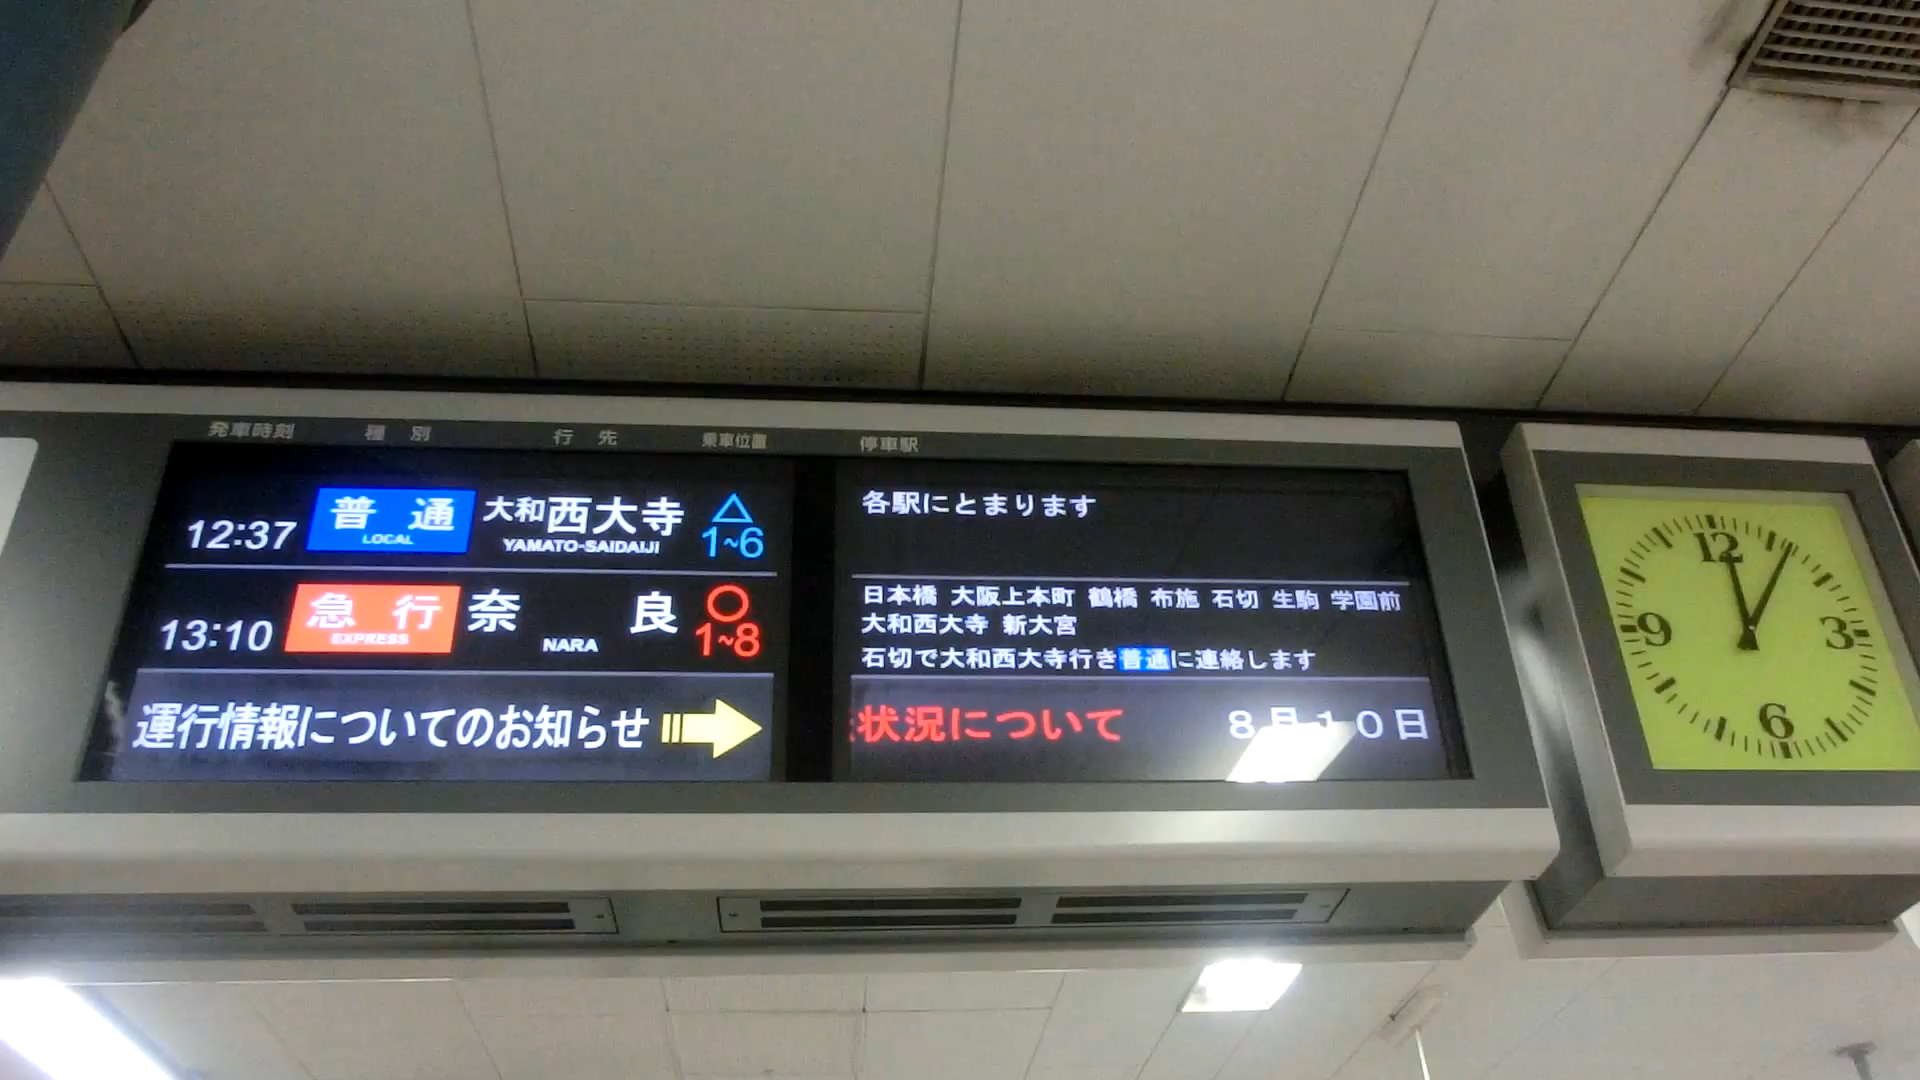 発車時刻 種別 行先 乗車位置 停車駅
12:37 普通 大和西大寺 △ 各駅にとまります
LOCAL YAMATO-SAIDAIJI 1~6
13:10 急行 奈良 ○ 日本橋 大阪上本町 鶴橋 布施 石切 生駒 学園前
EXPRESS NARA 1~8 大和西大寺 新大宮
石切で大和西大寺行き普通に連絡します
運行情報についてのお知らせ 状況について 8月10日
12
9 3
6